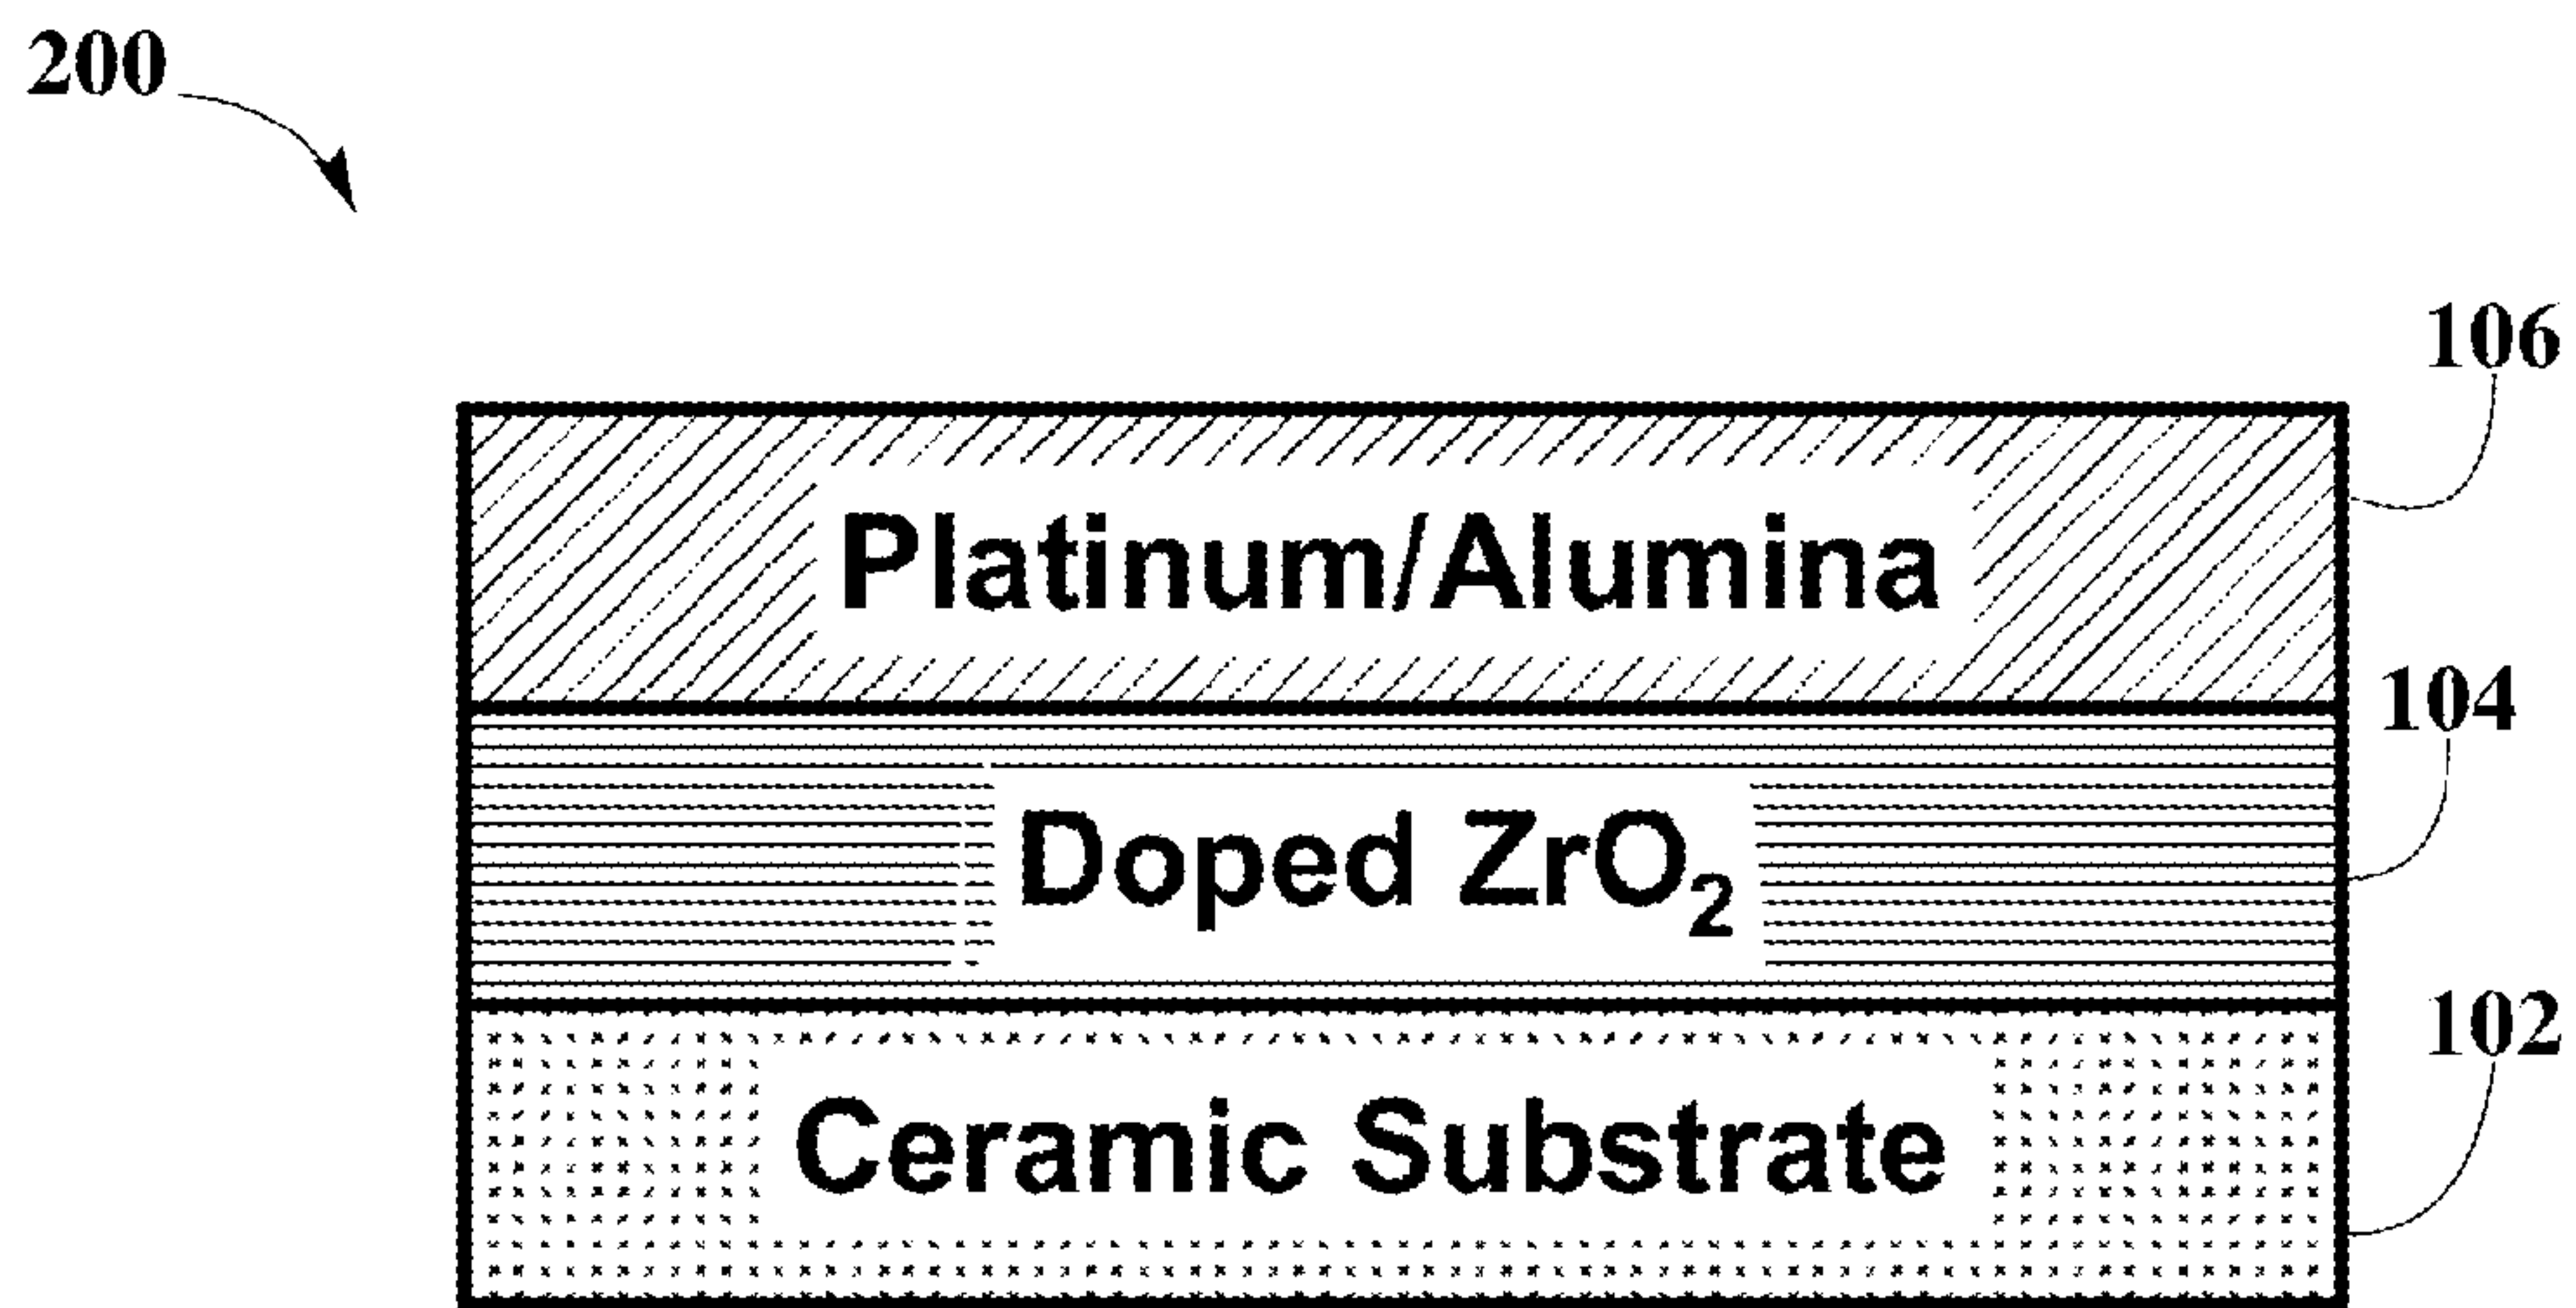 200
106
Platinum/Alumina
104
Doped ZrO₂
102
Ceramic Substrate